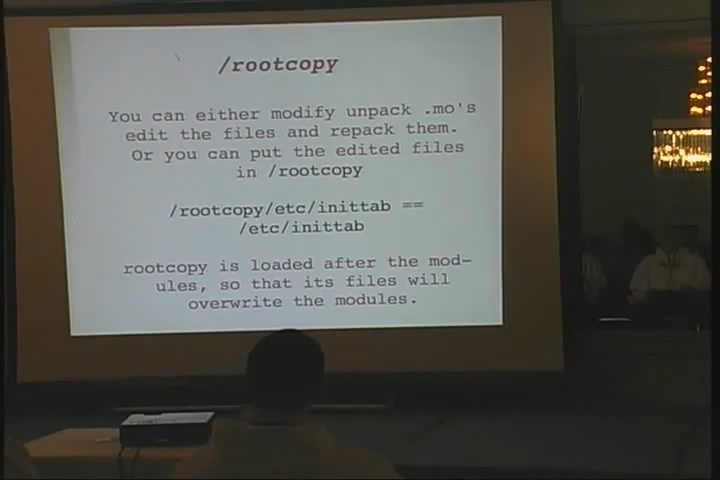 /rootcopy
You can either modify unpack .mo's
edit the files and repack them.
Or you can put the edited files
in /rootcopy
/rootcopy/etc/inittab ==
/etc/inittab
rootcopy is loaded after the mod-
ules, so that its files will
overwrite the modules.